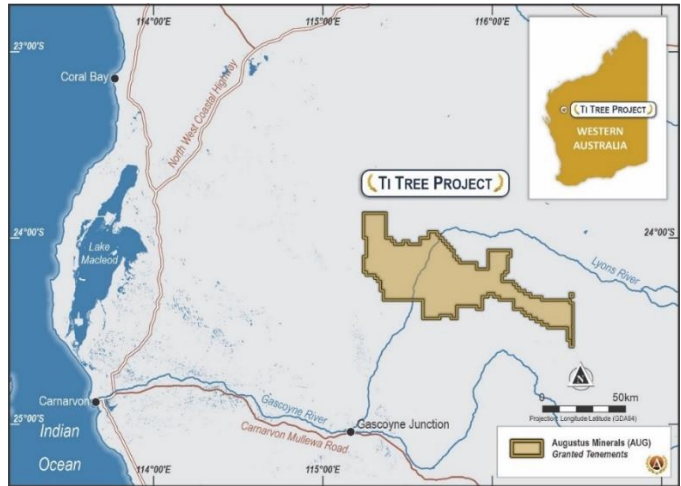 114°00'E
115°00'E
116°00'E
23°00'S
23°00'S
Coral Bay
North West Coastal Highway
TI TREE PROJECT
WESTERN
AUSTRALIA
TI TREE PROJECT
24°00'S
24°00'S
Lake
Macleod
Lyons River
Carnarvon
Gascoyne River
Gascoyne Junction
Carnarvon Mullewa Road
25°00'S
Indian
Ocean
0
50km
Projection: Longitude/Latitude (GDA94)
Augustus Minerals (AUG)
Granted Tenements
114°00'E
115°00'E